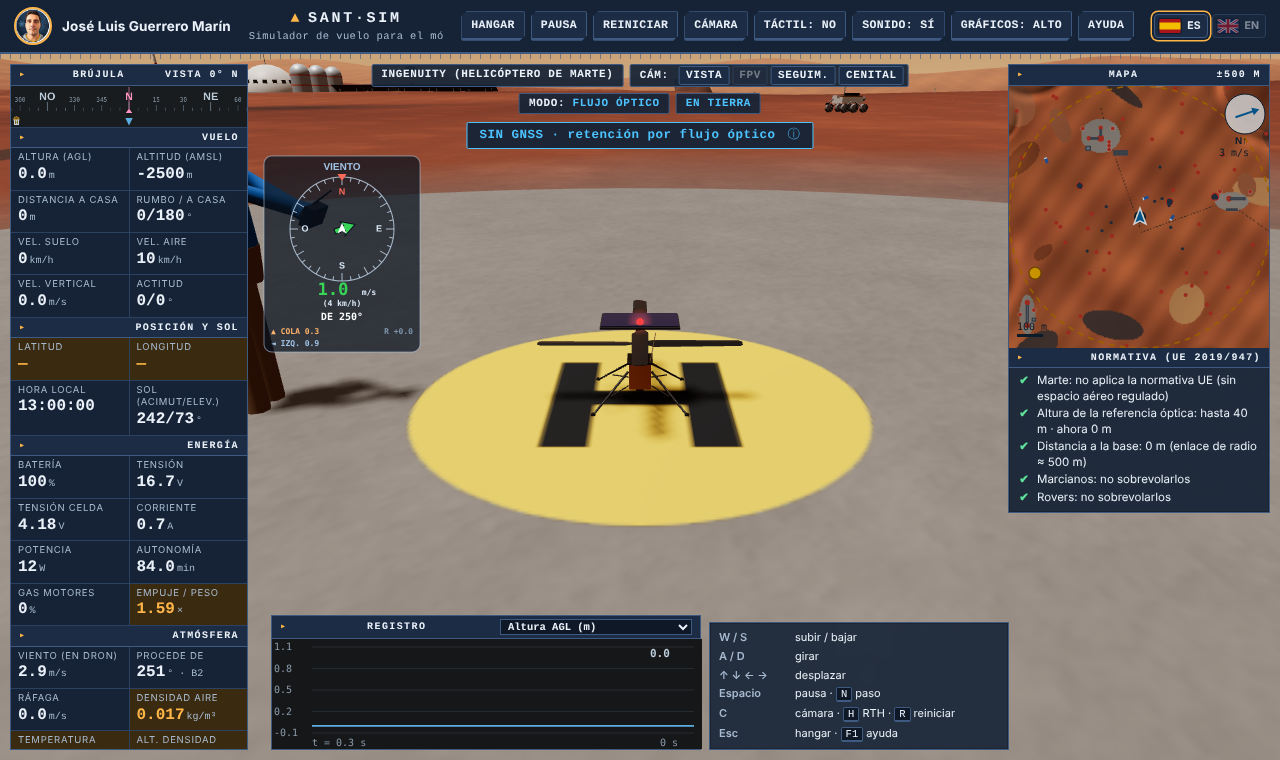 José Luis Guerrero Marín
▲ SANT·SIM
Simulador de vuelo para el mó
HANGAR
PAUSA
REINICIAR
CÁMARA
TÁCTIL: NO
SONIDO: SÍ
GRÁFICOS: ALTO
AYUDA
ES
EN
BRÚJULA VISTA 0° N
300 NO 330 345 N 15 30 NE 60
VUELO
ALTURA (AGL) ALTITUD (AMSL)
0.0 m -2500 m
DISTANCIA A CASA RUMBO / A CASA
0 m 0/180 °
VEL. SUELO VEL. AIRE
0 km/h 10 km/h
VEL. VERTICAL ACTITUD
0.0 m/s 0/0 °
POSICIÓN Y SOL
LATITUD LONGITUD
— —
HORA LOCAL SOL (ACIMUT/ELEV.)
13:00:00 242/73 °
ENERGÍA
BATERÍA TENSIÓN
100 % 16.7 V
TENSIÓN CELDA CORRIENTE
4.18 V 0.7 A
POTENCIA AUTONOMÍA
12 W 84.0 min
GAS MOTORES EMPUJE / PESO
0 % 1.59 ×
ATMÓSFERA
VIENTO (EN DRON) PROCEDE DE
2.9 m/s 251 ° · B2
RÁFAGA DENSIDAD AIRE
0.0 m/s 0.017 kg/m³
TEMPERATURA ALT. DENSIDAD
INGENUITY (HELICÓPTERO DE MARTE)
CÁM: VISTA FPV SEGUIM. CENITAL
MODO: FLUJO ÓPTICO
EN TIERRA
SIN GNSS · retención por flujo óptico ⓘ
VIENTO
N
O E
S
1.0 m/s
(4 km/h)
DE 250°
▲ COLA 0.3 R +0.0
◄ IZQ. 0.9
MAPA ±500 M
N↑
3 m/s
100 m
NORMATIVA (UE 2019/947)
✔ Marte: no aplica la normativa UE (sin
espacio aéreo regulado)
✔ Altura de la referencia óptica: hasta 40
m · ahora 0 m
✔ Distancia a la base: 0 m (enlace de radio
≈ 500 m)
✔ Marcianos: no sobrevolarlos
✔ Rovers: no sobrevolarlos
REGISTRO Altura AGL (m)
1.1
0.0
0.8
0.5
0.2
-0.1
t = 0.3 s 0 s
W / S subir / bajar
A / D girar
↑ ↓ ← → desplazar
Espacio pausa · N paso
C cámara · H RTH · R reiniciar
Esc hangar · F1 ayuda